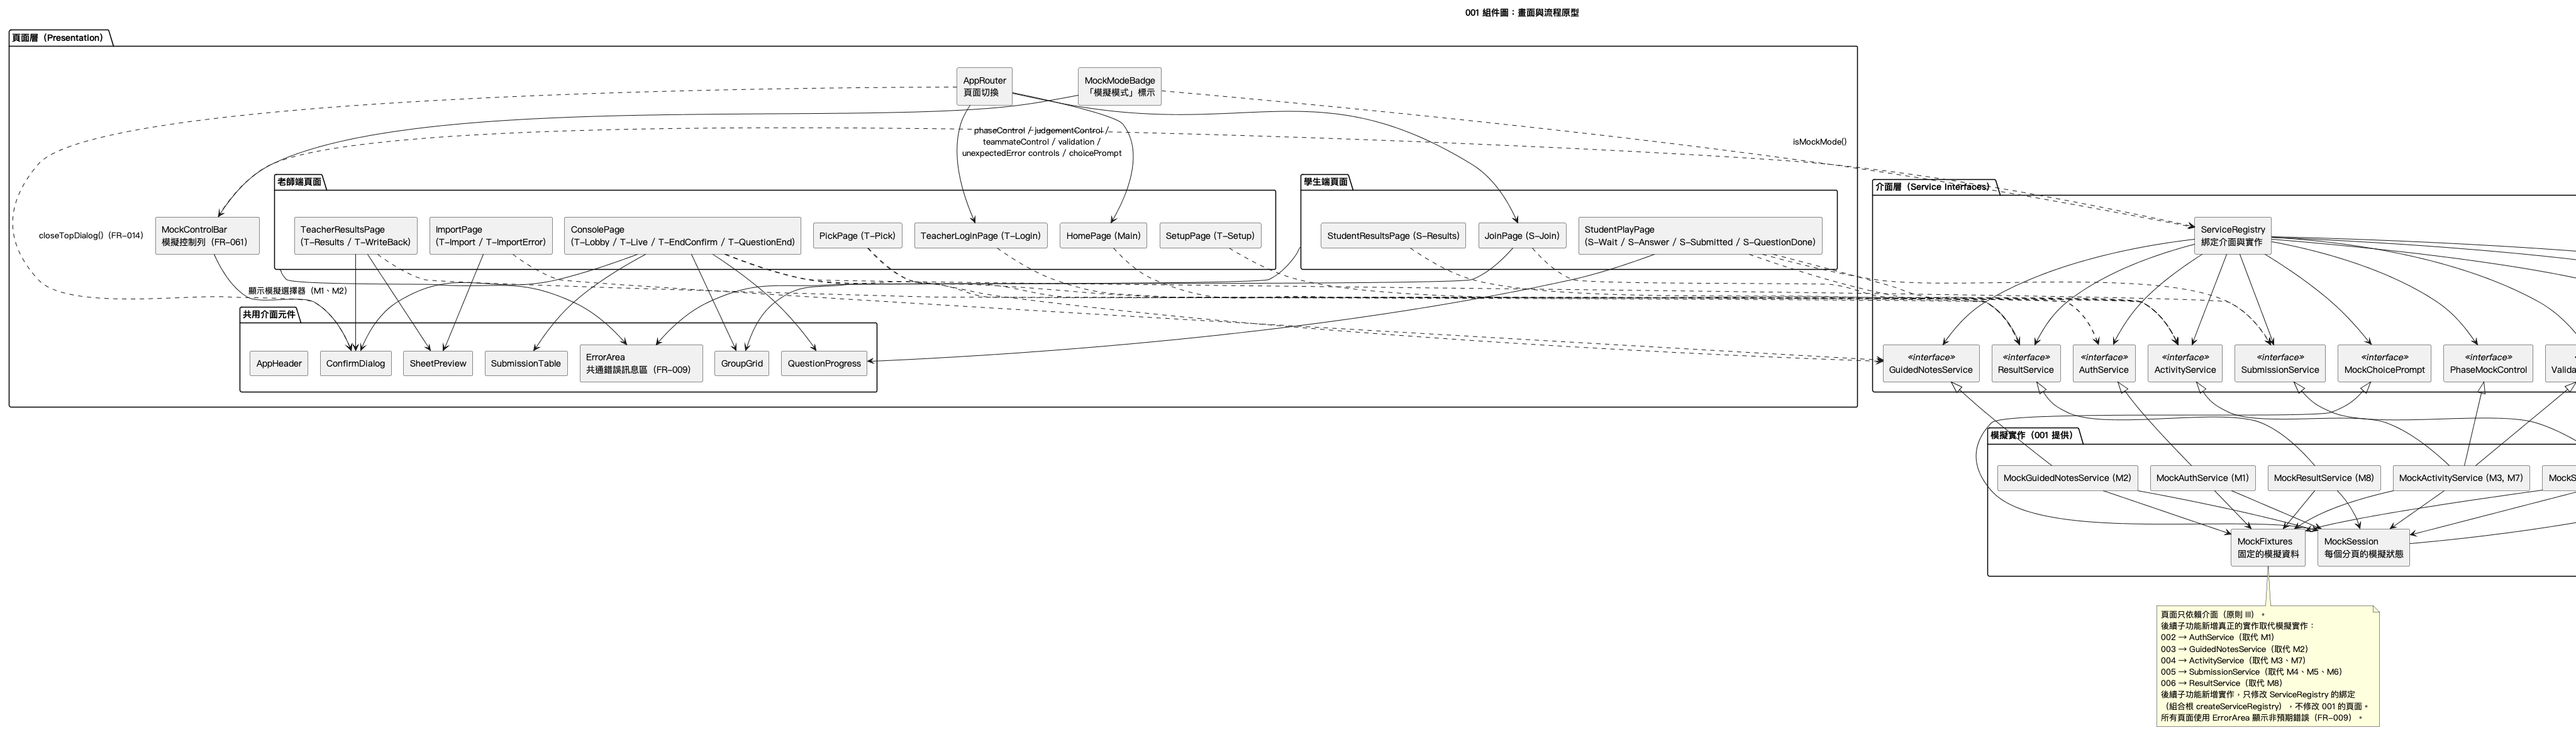 001 組件圖：畫面與流程原型
頁面層（Presentation）
AppRouter
頁面切換
MockModeBadge
「模擬模式」標示
phaseControl / judgementControl /
teammateControl / validation /
unexpectedError controls / choicePrompt
isMockMode()
closeTopDialog()（FR-014）
MockControlBar
模擬控制列（FR-061）
老師端頁面
TeacherResultsPage
(T-Results / T-WriteBack)
ImportPage
(T-Import / T-ImportError)
ConsolePage
(T-Lobby / T-Live / T-EndConfirm / T-QuestionEnd)
PickPage (T-Pick)
TeacherLoginPage (T-Login)
HomePage (Main)
SetupPage (T-Setup)
學生端頁面
StudentResultsPage (S-Results)
JoinPage (S-Join)
StudentPlayPage
(S-Wait / S-Answer / S-Submitted / S-QuestionDone)
顯示模擬選擇器（M1、M2）
共用介面元件
AppHeader
ConfirmDialog
SheetPreview
SubmissionTable
ErrorArea
共通錯誤訊息區（FR-009）
GroupGrid
QuestionProgress
介面層（Service Interfaces）
ServiceRegistry
綁定介面與實作
«interface»
GuidedNotesService
«interface»
ResultService
«interface»
AuthService
«interface»
ActivityService
«interface»
SubmissionService
«interface»
MockChoicePrompt
«interface»
PhaseMockControl
模擬實作（001 提供）
MockGuidedNotesService (M2)
MockAuthService (M1)
MockResultService (M8)
MockActivityService (M3, M7)
MockFixtures
固定的模擬資料
MockSession
每個分頁的模擬狀態
頁面只依賴介面（原則 III）。
後續子功能新增真正的實作取代模擬實作：
002 → AuthService（取代 M1）
003 → GuidedNotesService（取代 M2）
004 → ActivityService（取代 M3、M7）
005 → SubmissionService（取代 M4、M5、M6）
006 → ResultService（取代 M8）
後續子功能新增實作，只修改 ServiceRegistry 的綁定
（組合根 createServiceRegistry），不修改 001 的頁面。
所有頁面使用 ErrorArea 顯示非預期錯誤（FR-009）。